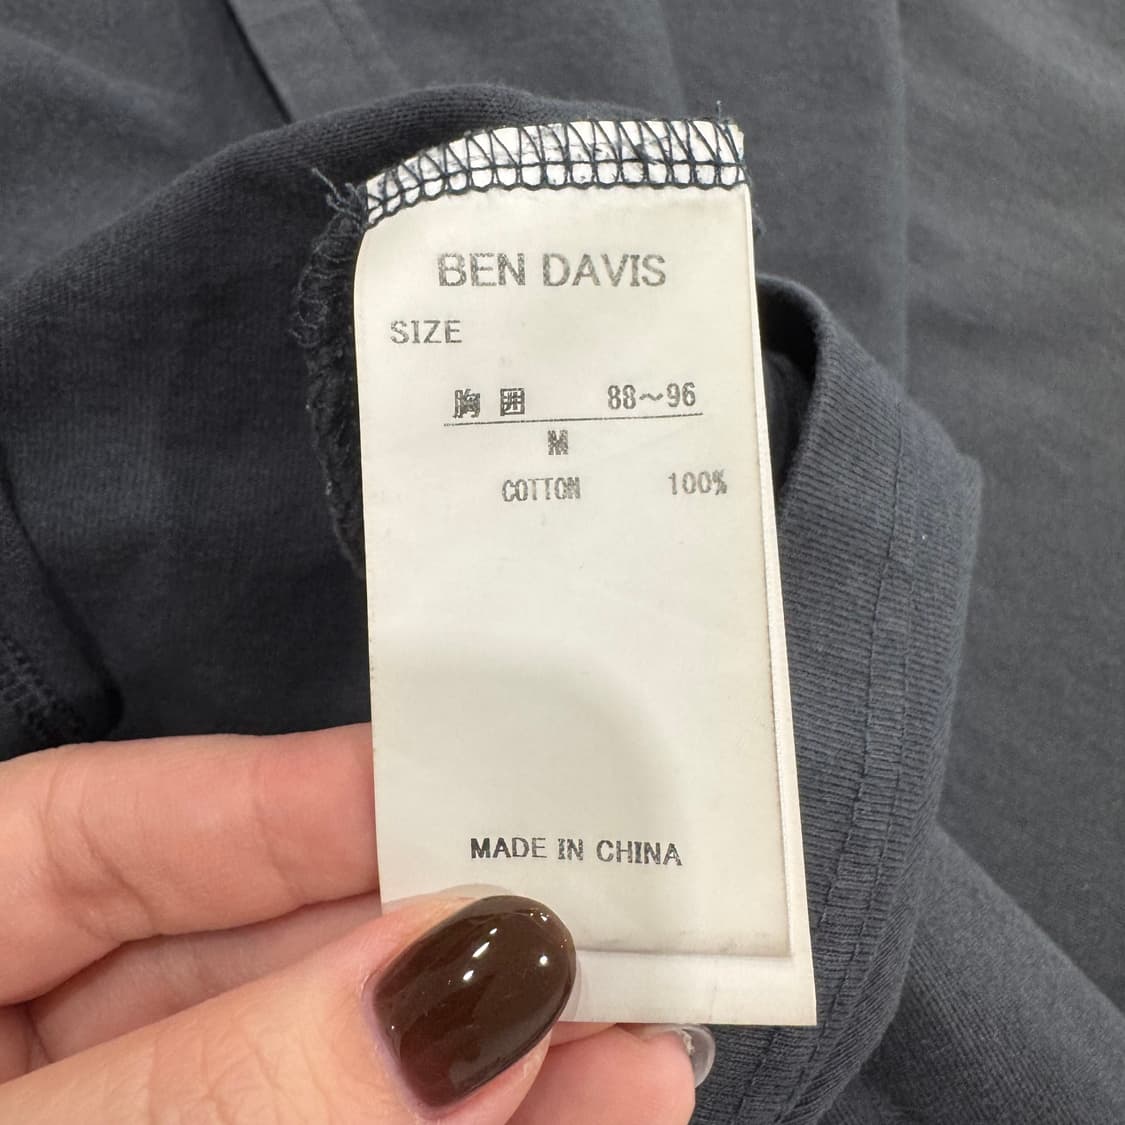 BEN DAVIS
SIZE
胸囲 88～96
M
COTTON 100%
MADE IN CHINA